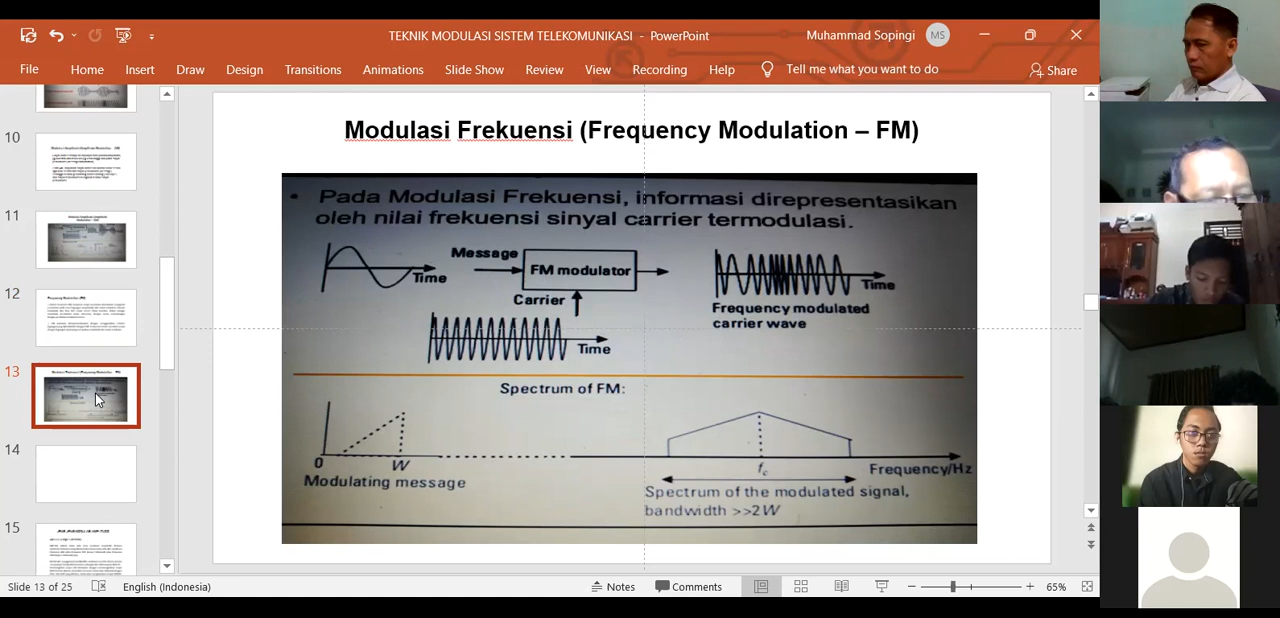 TEKNIK MODULASI SISTEM TELEKOMUNIKASI - PowerPoint
Muhammad Sopingi
MS
File Home Insert Draw Design Transitions Animations Slide Show Review View Recording Help Tell me what you want to do Share
10
11
12
13
14
15
Modulasi Frekuensi (Frequency Modulation – FM)
• Pada Modulasi Frekuensi, informasi direpresentasikan
oleh nilai frekuensi sinyal carrier termodulasi.
Time
Message
FM modulator
Carrier
Time
Time
Frequency modulated
carrier wave
Spectrum of FM:
0 W
Modulating message
fc
Frequency/Hz
Spectrum of the modulated signal,
bandwidth >>2W
Slide 13 of 25 English (Indonesia) Notes Comments 65%